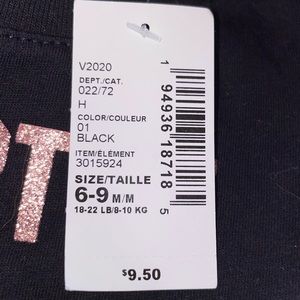 V2020
DEPT./CAT.
022/72
H
COLOR/COULEUR
01
BLACK
ITEM/ÉLÉMENT
3015924
SIZE/TAILLE
6-9 M/M
18-22 LB/8-10 KG
$9.50
1 94936 18718 5
PT